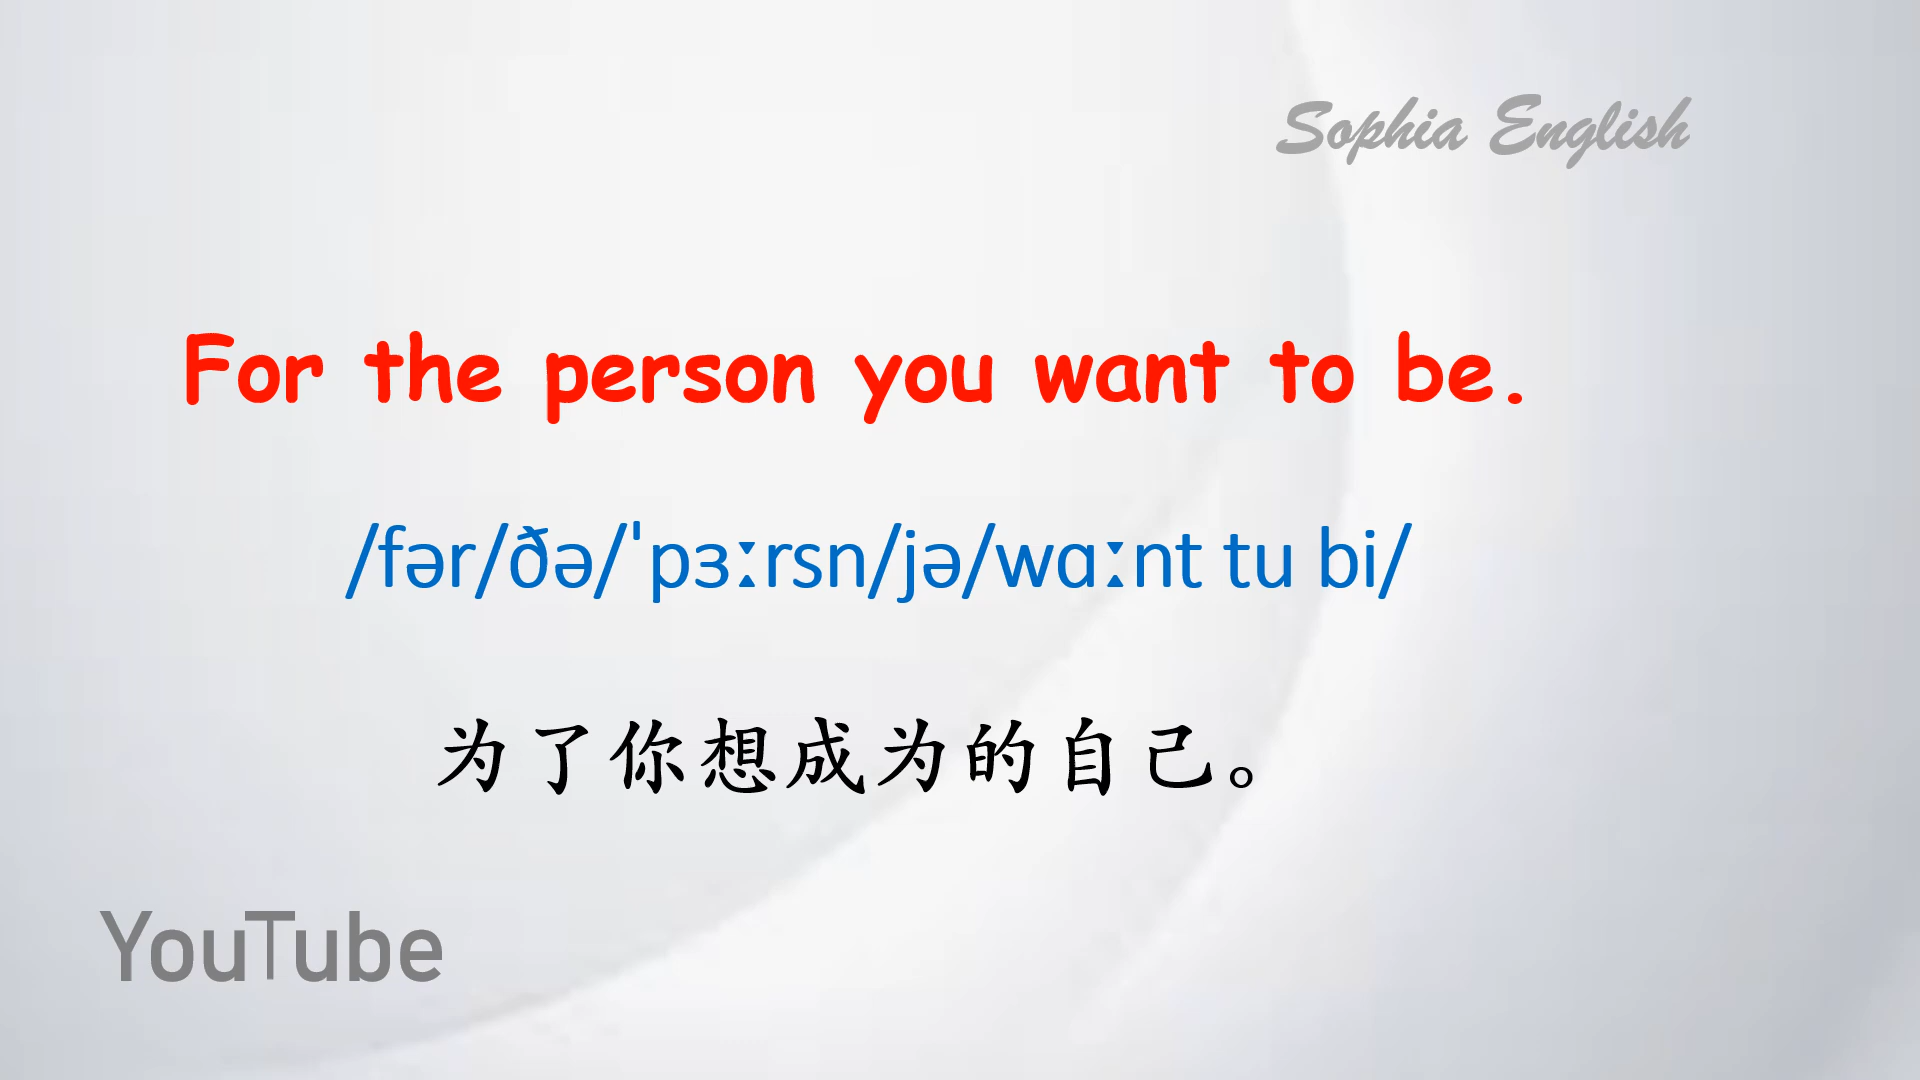 Sophia English
For the person you want to be.
/fər/ðə/ˈpɜːrsn/jə/wɑːnt tu bi/
为了你想成为的自己。
YouTube